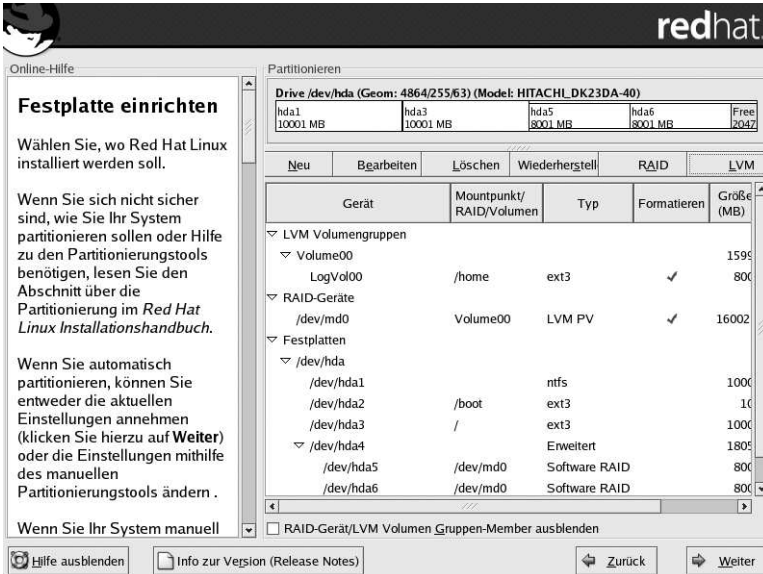 redhat.
Online-Hilfe
Festplatte einrichten
Wählen Sie, wo Red Hat Linux
installiert werden soll.
Wenn Sie sich nicht sicher
sind, wie Sie Ihr System
partitionieren sollen oder Hilfe
zu den Partitionierungstools
benötigen, lesen Sie den
Abschnitt über die
Partitionierung im Red Hat
Linux Installationshandbuch.
Wenn Sie automatisch
partitionieren, können Sie
entweder die aktuellen
Einstellungen annehmen
(klicken Sie hierzu auf Weiter)
oder die Einstellungen mithilfe
des manuellen
Partitionierungstools ändern .
Wenn Sie Ihr System manuell
Partitionieren
Drive /dev/hda (Geom: 4864/255/63) (Model: HITACHI_DK23DA-40)
hda1 hda3 hda5 hda6 Free
10001 MB 10001 MB 8001 MB 8001 MB 2047
Neu Bearbeiten Löschen Wiederherstell RAID LVM
Gerät Mountpunkt/ RAID/Volumen Typ Formatieren Größe (MB)
LVM Volumengruppen
Volume00 1599
LogVol00 /home ext3 800
RAID-Geräte
/dev/md0 Volume00 LVM PV 16002
Festplatten
/dev/hda
/dev/hda1 ntfs 1000
/dev/hda2 /boot ext3 10
/dev/hda3 / ext3 1000
/dev/hda4 Erweitert 1805
/dev/hda5 /dev/md0 Software RAID 800
/dev/hda6 /dev/md0 Software RAID 800
RAID-Gerät/LVM Volumen Gruppen-Member ausblenden
Hilfe ausblenden Info zur Version (Release Notes) Zurück Weiter